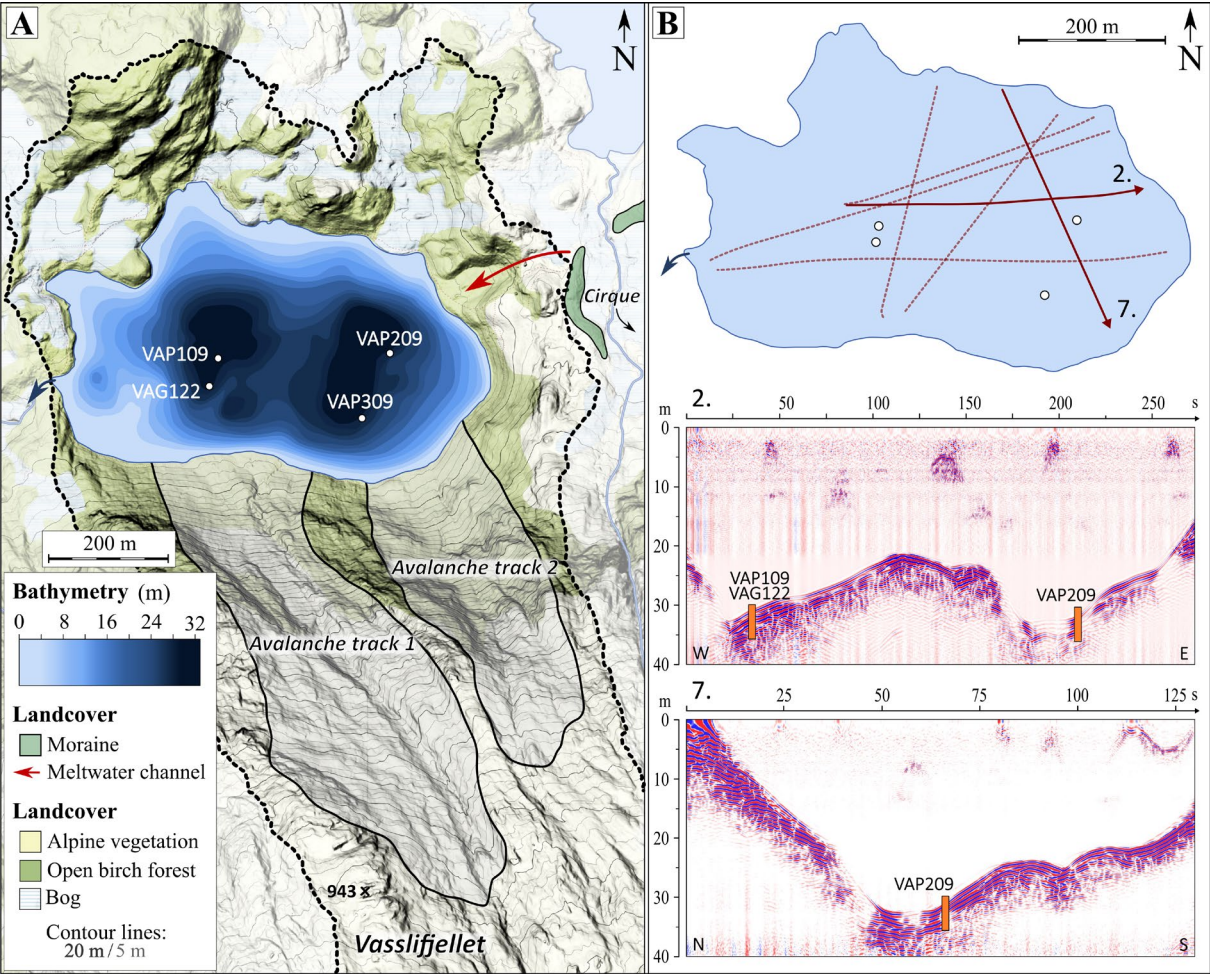 A
N
Cirque
VAP109
VAP209
VAG122
VAP309
200 m
Avalanche track 2
Avalanche track 1
Bathymetry (m)
0 8 16 24 32
Landcover
Moraine
Meltwater channel
Landcover
Alpine vegetation
Open birch forest
Bog
Contour lines:
20 m / 5 m
943 x
Vasslifjellet
B
200 m
N
2.
7.
m 2. 50 100 150 200 250 s
0
10
20
30
40
VAP109
VAG122
VAP209
W E
m 7. 25 50 75 100 125 s
0
10
20
30
40
VAP209
N S